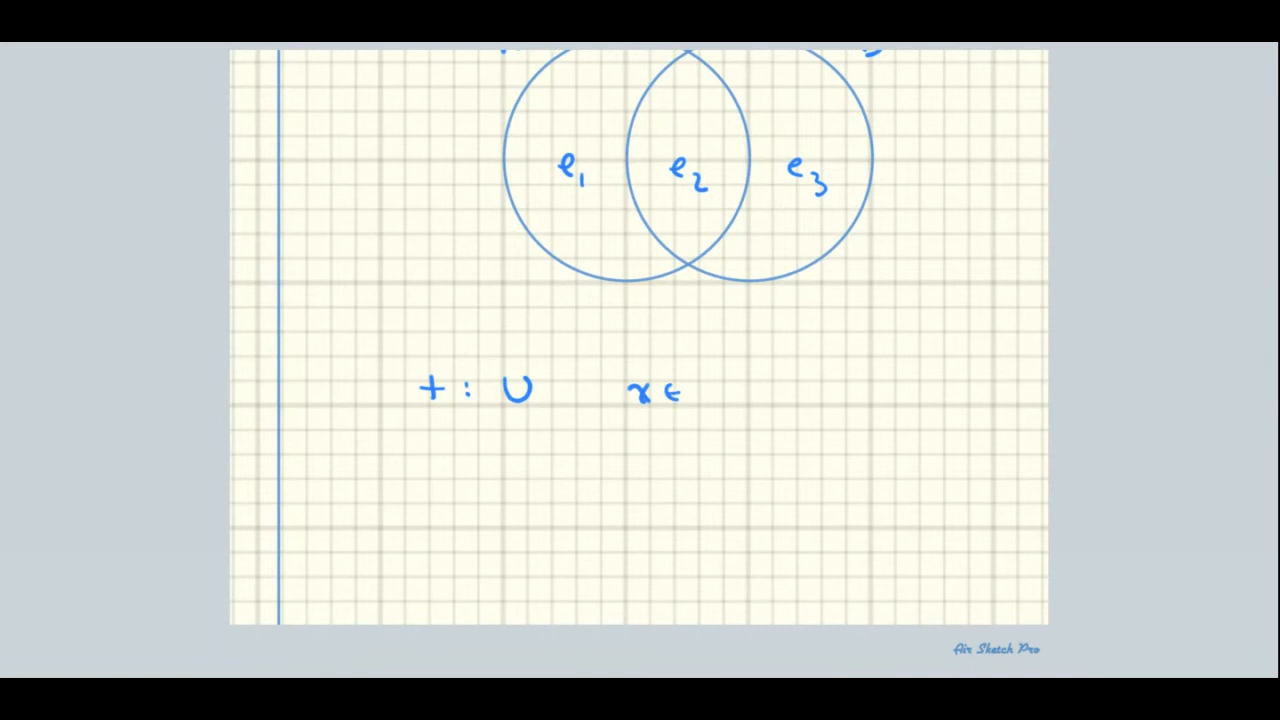 e₁ e₂ e₃
+ : ∪ x ∈
Air Sketch Pro